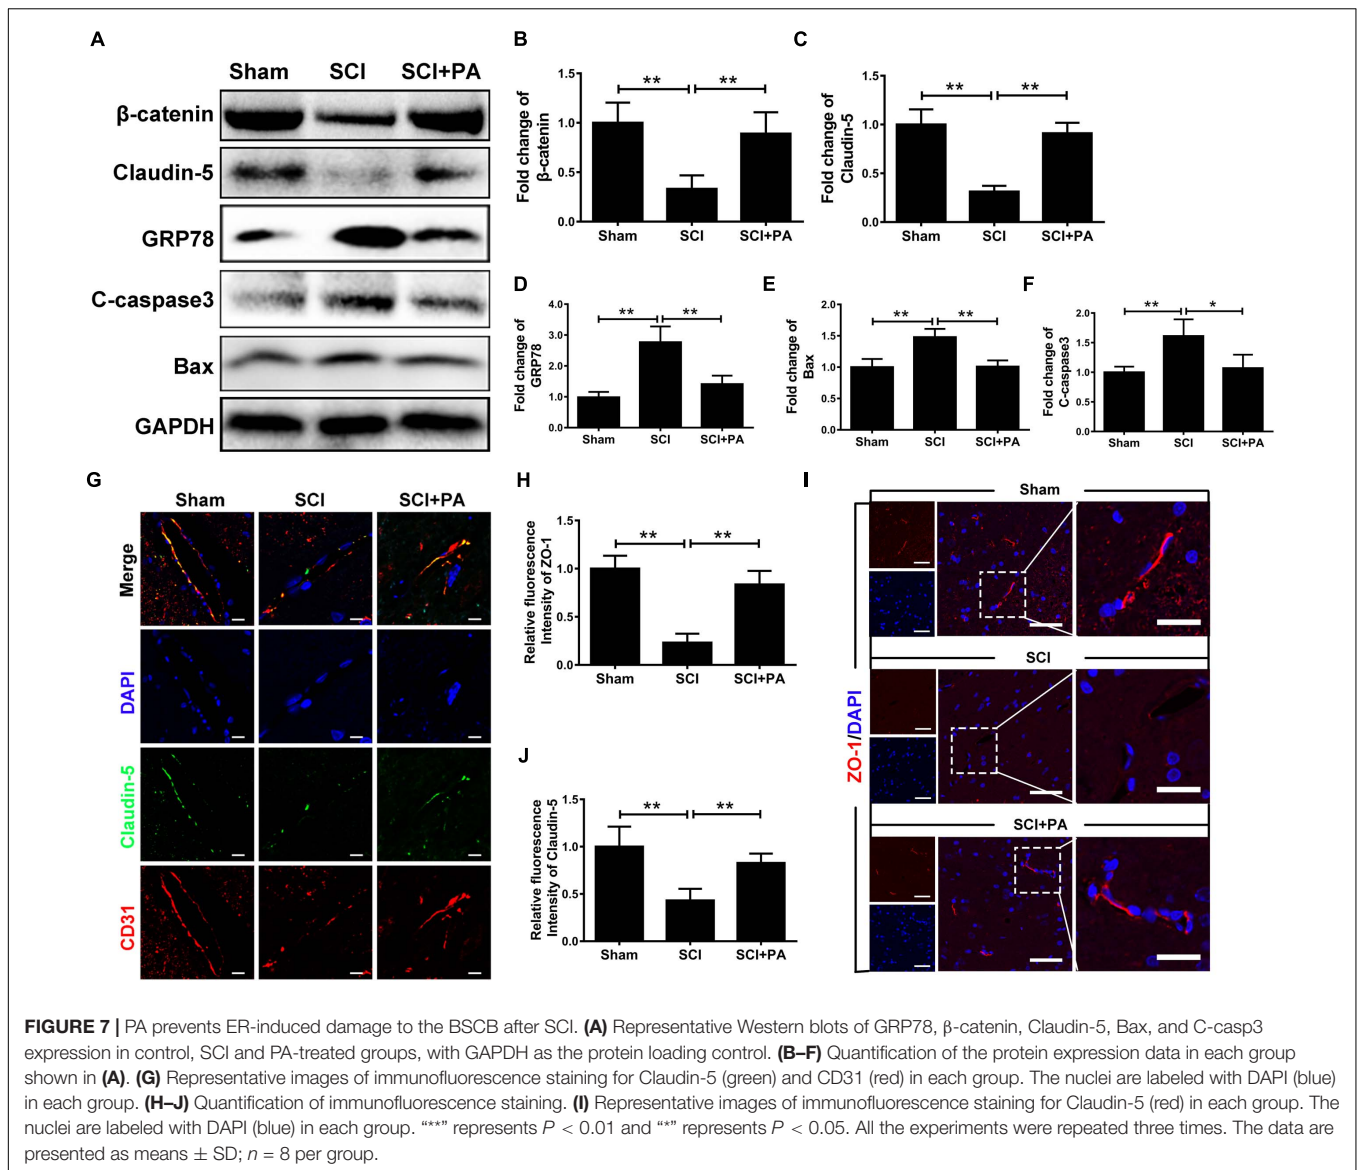 A
Sham SCI SCI+PA
β-catenin
Claudin-5
GRP78
C-caspase3
Bax
GAPDH
B
Fold change of
β-catenin
1.5
1.0
0.5
0.0
** **
Sham SCI SCI+PA
C
Fold change of
Claudin-5
1.5
1.0
0.5
0.0
** **
Sham SCI SCI+PA
D
Fold change of
GRP78
4.0
3.0
2.0
1.0
0.0
** **
Sham SCI SCI+PA
E
Fold change of
Bax
2.0
1.5
1.0
0.5
0.0
** **
Sham SCI SCI+PA
F
Fold change of
C-caspase3
2.0
1.5
1.0
0.5
0.0
** *
Sham SCI SCI+PA
G
Sham SCI SCI+PA
Merge
DAPI
Claudin-5
CD31
H
Relative fluorescence
Intensity of ZO-1
1.5
1.0
0.5
0.0
** **
Sham SCI SCI+PA
J
Relative fluorescence
Intensity of Claudin-5
1.5
1.0
0.5
0.0
** **
Sham SCI SCI+PA
I
ZO-1/DAPI
Sham
SCI
SCI+PA
FIGURE 7 | PA prevents ER-induced damage to the BSCB after SCI. (A) Representative Western blots of GRP78, β-catenin, Claudin-5, Bax, and C-casp3
expression in control, SCI and PA-treated groups, with GAPDH as the protein loading control. (B–F) Quantification of the protein expression data in each group
shown in (A). (G) Representative images of immunofluorescence staining for Claudin-5 (green) and CD31 (red) in each group. The nuclei are labeled with DAPI (blue)
in each group. (H–J) Quantification of immunofluorescence staining. (I) Representative images of immunofluorescence staining for Claudin-5 (red) in each group. The
nuclei are labeled with DAPI (blue) in each group. “**” represents P < 0.01 and “*” represents P < 0.05. All the experiments were repeated three times. The data are
presented as means ± SD; n = 8 per group.